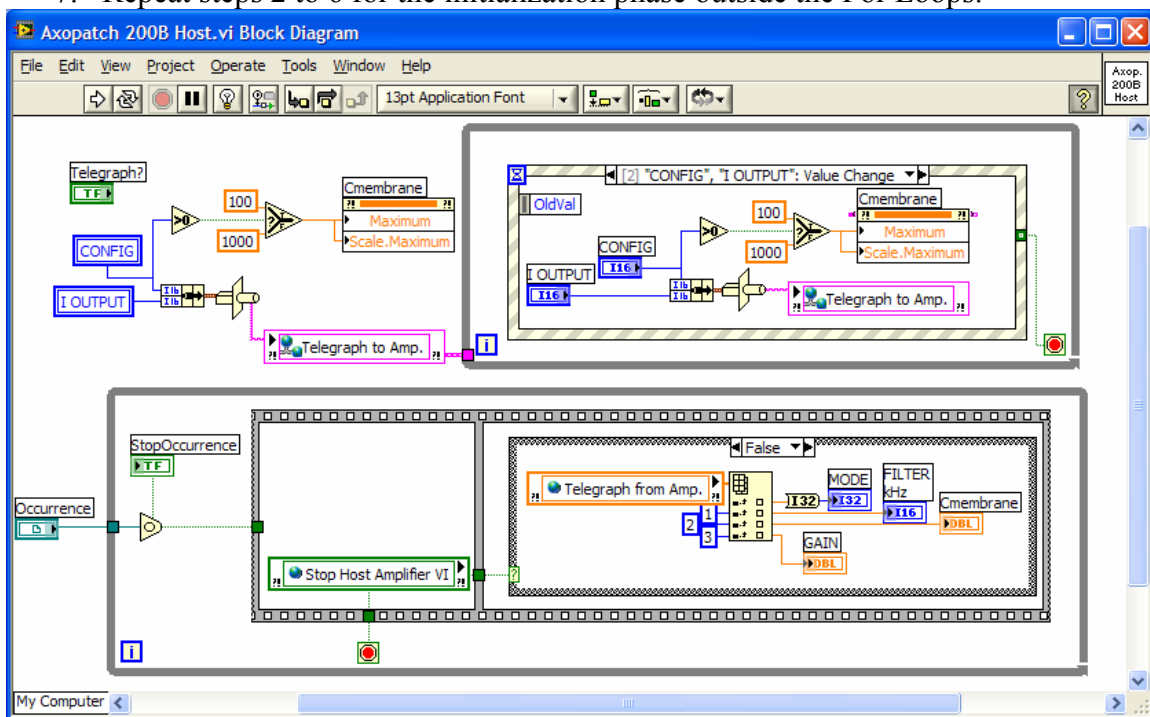 7. Repeat steps 2 to 6 for the initialization phase outside the For Loops.
Axopatch 200B Host.vi Block Diagram
File Edit View Project Operate Tools Window Help
13pt Application Font
Axop.
200B
Host
Telegraph?
TF
CONFIG
I OUTPUT
>0
100
1000
?
Cmembrane
Maximum
Scale.Maximum
Telegraph to Amp.
i
[2] "CONFIG", "I OUTPUT": Value Change
OldVal
CONFIG
I16
I OUTPUT
I16
>0
100
1000
?
Cmembrane
Maximum
Scale.Maximum
Telegraph to Amp.
Occurrence
StopOccurrence
TF
Stop Host Amplifier VI
False
?
Telegraph from Amp.
1
2
3
I32
MODE
I32
FILTER
kHz
I16
Cmembrane
DBL
GAIN
DBL
i
My Computer